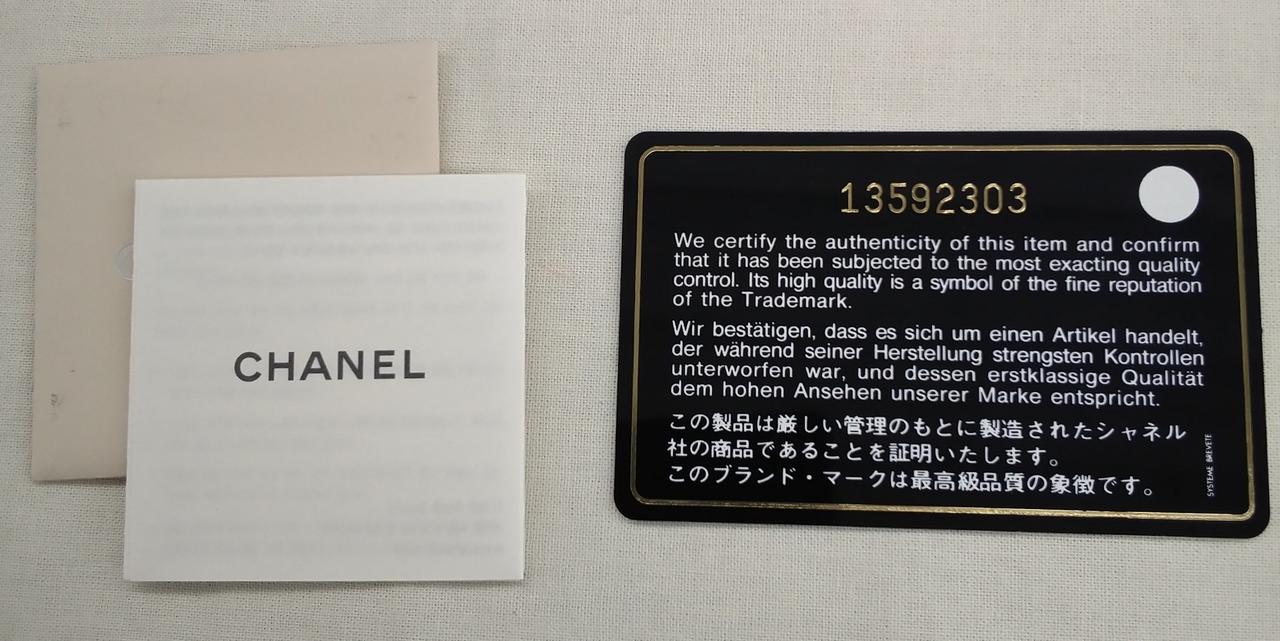 CHANEL
13592303
We certify the authenticity of this item and confirm
that it has been subjected to the most exacting quality
control. Its high quality is a symbol of the fine reputation
of the Trademark.
Wir bestätigen, dass es sich um einen Artikel handelt,
der während seiner Herstellung strengsten Kontrollen
unterworfen war, und dessen erstklassige Qualität
dem hohen Ansehen unserer Marke entspricht.
この製品は厳しい管理のもとに製造されたシャネル
社の商品であることを証明いたします。
このブランド・マークは最高級品質の象徴です。
SYSTEME BREVETE